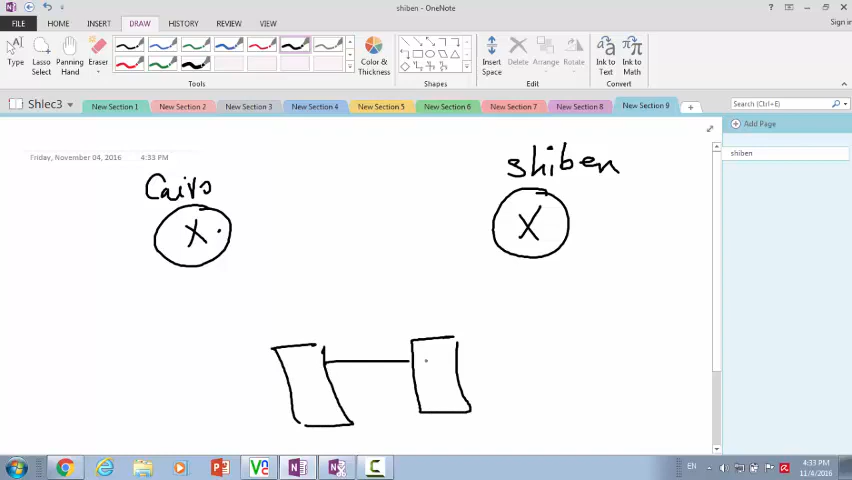 shiben - OneNote
FILE HOME INSERT DRAW HISTORY REVIEW VIEW
Sign in
Type Lasso Select Panning Hand Eraser Color & Thickness Insert Space Delete Arrange Rotate Ink to Text Ink to Math
Tools Shapes Edit Convert
Shlec3 New Section 1 New Section 2 New Section 3 New Section 4 New Section 5 New Section 6 New Section 7 New Section 8 New Section 9 Search (Ctrl+E)
Add Page
Friday, November 04, 2016 4:33 PM
shiben
shiben
Cairo
X X
EN 4:33 PM
11/4/2016